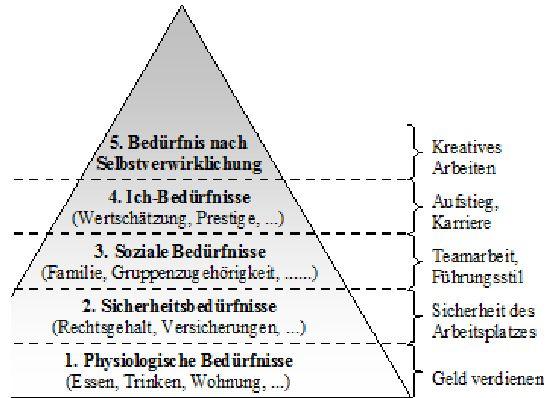 5. Bedürfnis nach
Selbstverwirklichung
Kreatives
Arbeiten
4. Ich-Bedürfnisse
(Wertschätzung, Prestige, ...)
Aufstieg,
Karriere
3. Soziale Bedürfnisse
(Familie, Gruppenzugehörigkeit, ......)
Teamarbeit,
Führungsstil
2. Sicherheitsbedürfnisse
(Rechtsgehalt, Versicherungen, ...)
Sicherheit des
Arbeitsplatzes
1. Physiologische Bedürfnisse
(Essen, Trinken, Wohnung, ...)
Geld verdienen